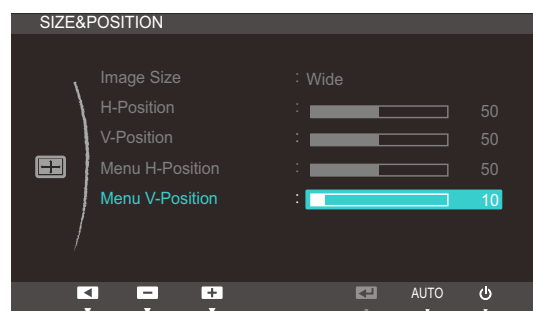 SIZE&POSITION
Image Size : Wide
H-Position : 50
V-Position : 50
Menu H-Position : 50
Menu V-Position : 10
AUTO